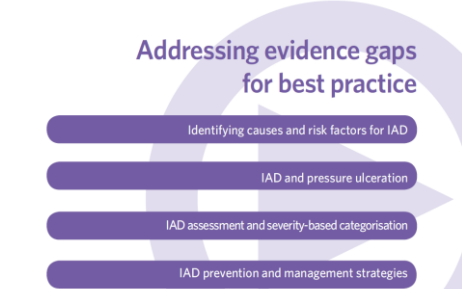 Addressing evidence gaps
for best practice
Identifying causes and risk factors for IAD
IAD and pressure ulceration
IAD assessment and severity-based categorisation
IAD prevention and management strategies